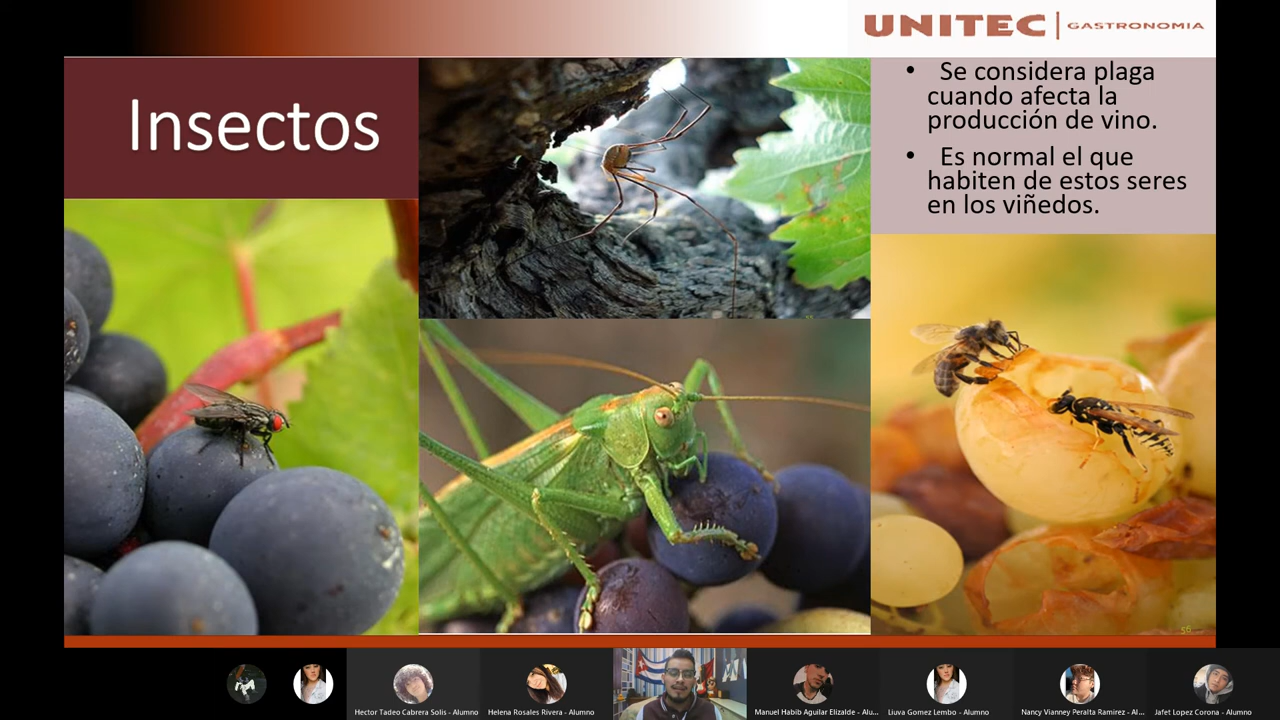 UNITEC | GASTRONOMIA
Insectos
• Se considera plaga
cuando afecta la
producción de vino.
• Es normal el que
habiten de estos seres
en los viñedos.
56
Hector Tadeo Cabrera Solis - Alumno
Helena Rosales Rivera - Alumno
Manuel Habib Aguilar Elizalde - Alu...
Liuva Gomez Lembo - Alumno
Nancy Vianney Peralta Ramirez - Al...
Jafet Lopez Corona - Alumno